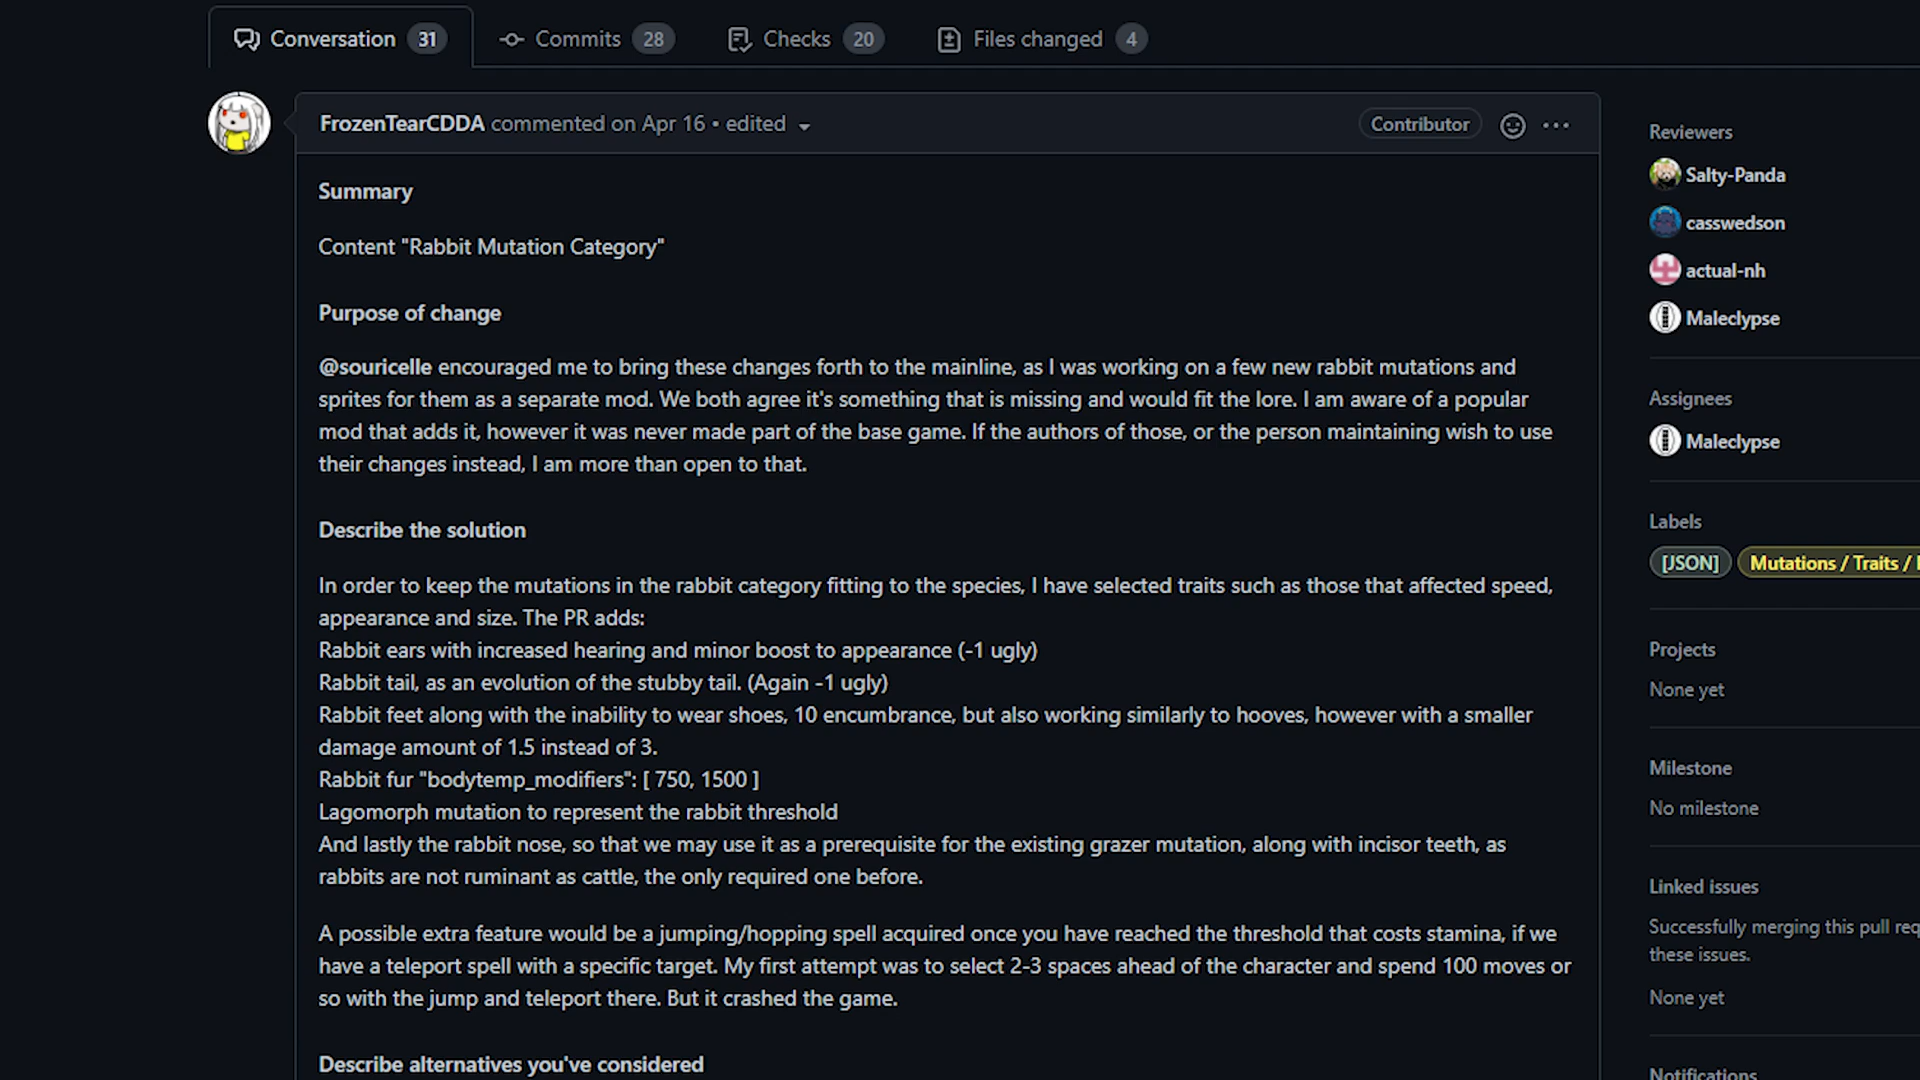 Conversation 31 Commits 28 Checks 20 Files changed 4
FrozenTearCDDA commented on Apr 16 • edited
Contributor
Summary
Content "Rabbit Mutation Category"
Purpose of change
@souricelle encouraged me to bring these changes forth to the mainline, as I was working on a few new rabbit mutations and
sprites for them as a separate mod. We both agree it's something that is missing and would fit the lore. I am aware of a popular
mod that adds it, however it was never made part of the base game. If the authors of those, or the person maintaining wish to use
their changes instead, I am more than open to that.
Describe the solution
In order to keep the mutations in the rabbit category fitting to the species, I have selected traits such as those that affected speed,
appearance and size. The PR adds:
Rabbit ears with increased hearing and minor boost to appearance (-1 ugly)
Rabbit tail, as an evolution of the stubby tail. (Again -1 ugly)
Rabbit feet along with the inability to wear shoes, 10 encumbrance, but also working similarly to hooves, however with a smaller
damage amount of 1.5 instead of 3.
Rabbit fur "bodytemp_modifiers": [ 750, 1500 ]
Lagomorph mutation to represent the rabbit threshold
And lastly the rabbit nose, so that we may use it as a prerequisite for the existing grazer mutation, along with incisor teeth, as
rabbits are not ruminant as cattle, the only required one before.
A possible extra feature would be a jumping/hopping spell acquired once you have reached the threshold that costs stamina, if we
have a teleport spell with a specific target. My first attempt was to select 2-3 spaces ahead of the character and spend 100 moves or
so with the jump and teleport there. But it crashed the game.
Describe alternatives you've considered
Reviewers
Salty-Panda
casswedson
actual-nh
Maleclypse
Assignees
Maleclypse
Labels
[JSON] Mutations / Traits /
Projects
None yet
Milestone
No milestone
Linked issues
Successfully merging this pull req
these issues.
None yet
Notifications